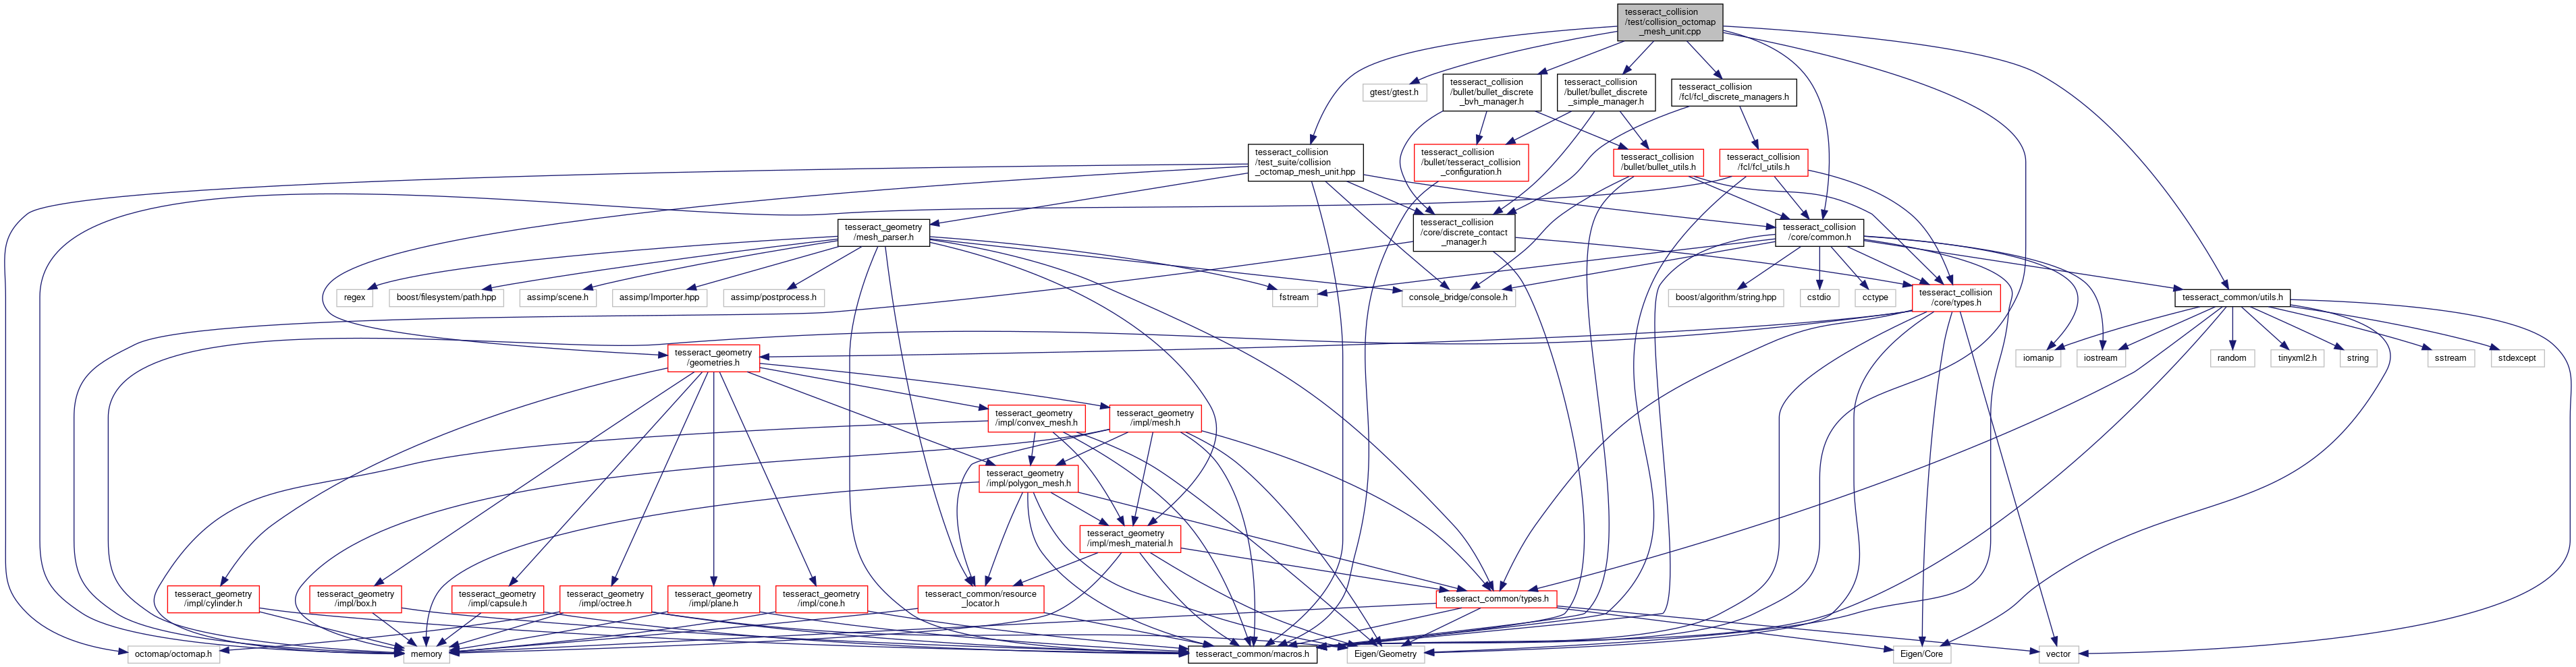 tesseract_collision
/test/collision_octomap
_mesh_unit.cpp
gtest/gtest.h
tesseract_collision
/bullet/bullet_discrete
_bvh_manager.h
tesseract_collision
/bullet/bullet_discrete
_simple_manager.h
tesseract_collision
/fcl/fcl_discrete_managers.h
tesseract_collision
/test_suite/collision
_octomap_mesh_unit.hpp
tesseract_collision
/bullet/tesseract_collision
_configuration.h
tesseract_collision
/bullet/bullet_utils.h
tesseract_collision
/fcl/fcl_utils.h
tesseract_geometry
/mesh_parser.h
tesseract_collision
/core/discrete_contact
_manager.h
tesseract_collision
/core/common.h
regex
boost/filesystem/path.hpp
assimp/scene.h
assimp/Importer.hpp
assimp/postprocess.h
fstream
console_bridge/console.h
boost/algorithm/string.hpp
cstdio
cctype
tesseract_collision
/core/types.h
tesseract_common/utils.h
tesseract_geometry
/geometries.h
iomanip
iostream
random
tinyxml2.h
string
sstream
stdexcept
tesseract_geometry
/impl/convex_mesh.h
tesseract_geometry
/impl/mesh.h
tesseract_geometry
/impl/polygon_mesh.h
tesseract_geometry
/impl/mesh_material.h
tesseract_geometry
/impl/cylinder.h
tesseract_geometry
/impl/box.h
tesseract_geometry
/impl/capsule.h
tesseract_geometry
/impl/octree.h
tesseract_geometry
/impl/plane.h
tesseract_geometry
/impl/cone.h
tesseract_common/resource
_locator.h
tesseract_common/types.h
octomap/octomap.h
memory
tesseract_common/macros.h
Eigen/Geometry
Eigen/Core
vector